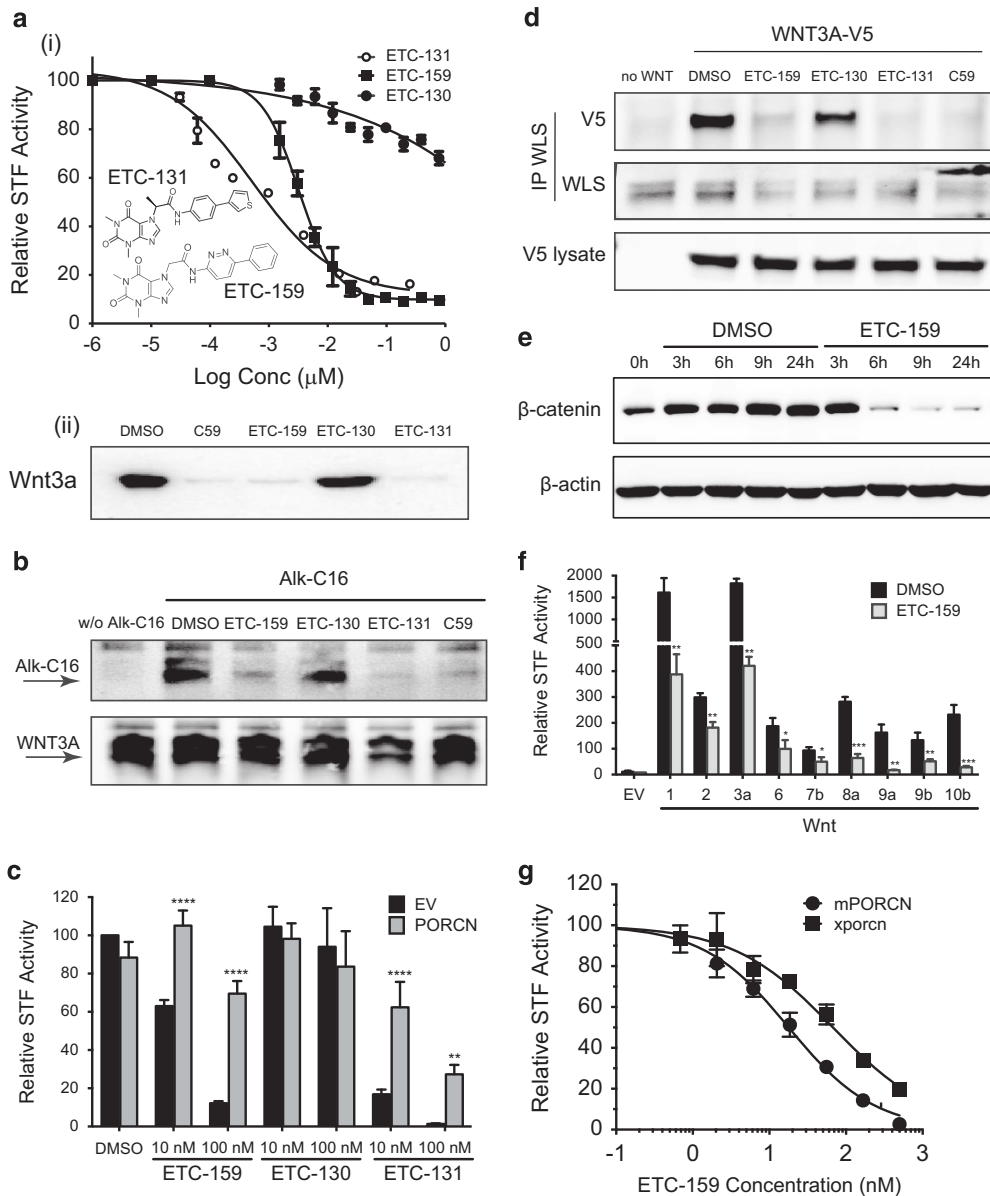 a
(i)
ETC-131
ETC-159
ETC-130
Relative STF Activity
100
80
60
40
20
0
ETC-131
ETC-159
-6 -5 -4 -3 -2 -1 0
Log Conc (μM)
(ii)
DMSO C59 ETC-159 ETC-130 ETC-131
Wnt3a
b
Alk-C16
w/o Alk-C16 DMSO ETC-159 ETC-130 ETC-131 C59
Alk-C16
WNT3A
c
EV
PORCN
Relative STF Activity
120
100
80
60
40
20
0
**** **** **** **
DMSO 10 nM 100 nM 10 nM 100 nM 10 nM 100 nM
ETC-159 ETC-130 ETC-131
d
WNT3A-V5
no WNT DMSO ETC-159 ETC-130 ETC-131 C59
IP WLS
V5
WLS
V5 lysate
e
DMSO ETC-159
0h 3h 6h 9h 24h 3h 6h 9h 24h
β-catenin
β-actin
f
DMSO
ETC-159
Relative STF Activity
2000
1500
1000
500
400
300
200
100
0
** ** ** * * *** ** ** ***
EV 1 2 3a 6 7b 8a 9a 9b 10b
Wnt
g
mPORCN
xporcn
Relative STF Activity
120
100
80
60
40
20
0
-1 0 1 2 3
ETC-159 Concentration (nM)